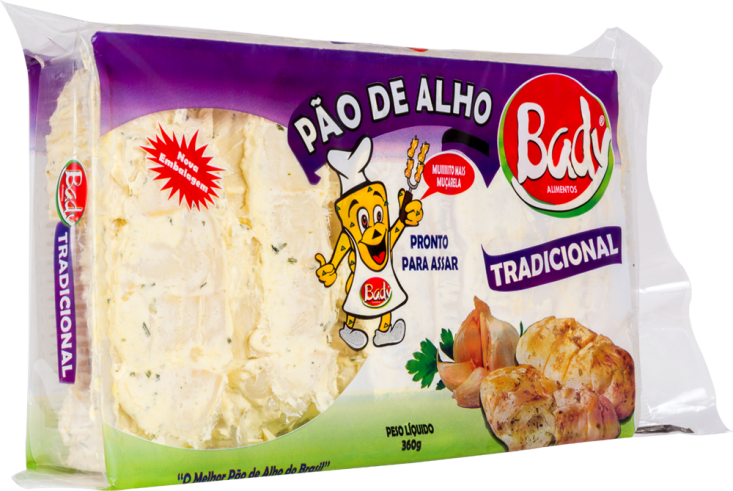 PÃO DE ALHO
Bady
ALIMENTOS
Nova
Embalagem
MUUUITO MAIS
MUÇARELA
PRONTO
PARA ASSAR
TRADICIONAL
Bady
Bady
TRADICIONAL
PESO LÍQUIDO
360g
"O Melhor Pão de Alho do Brasil"